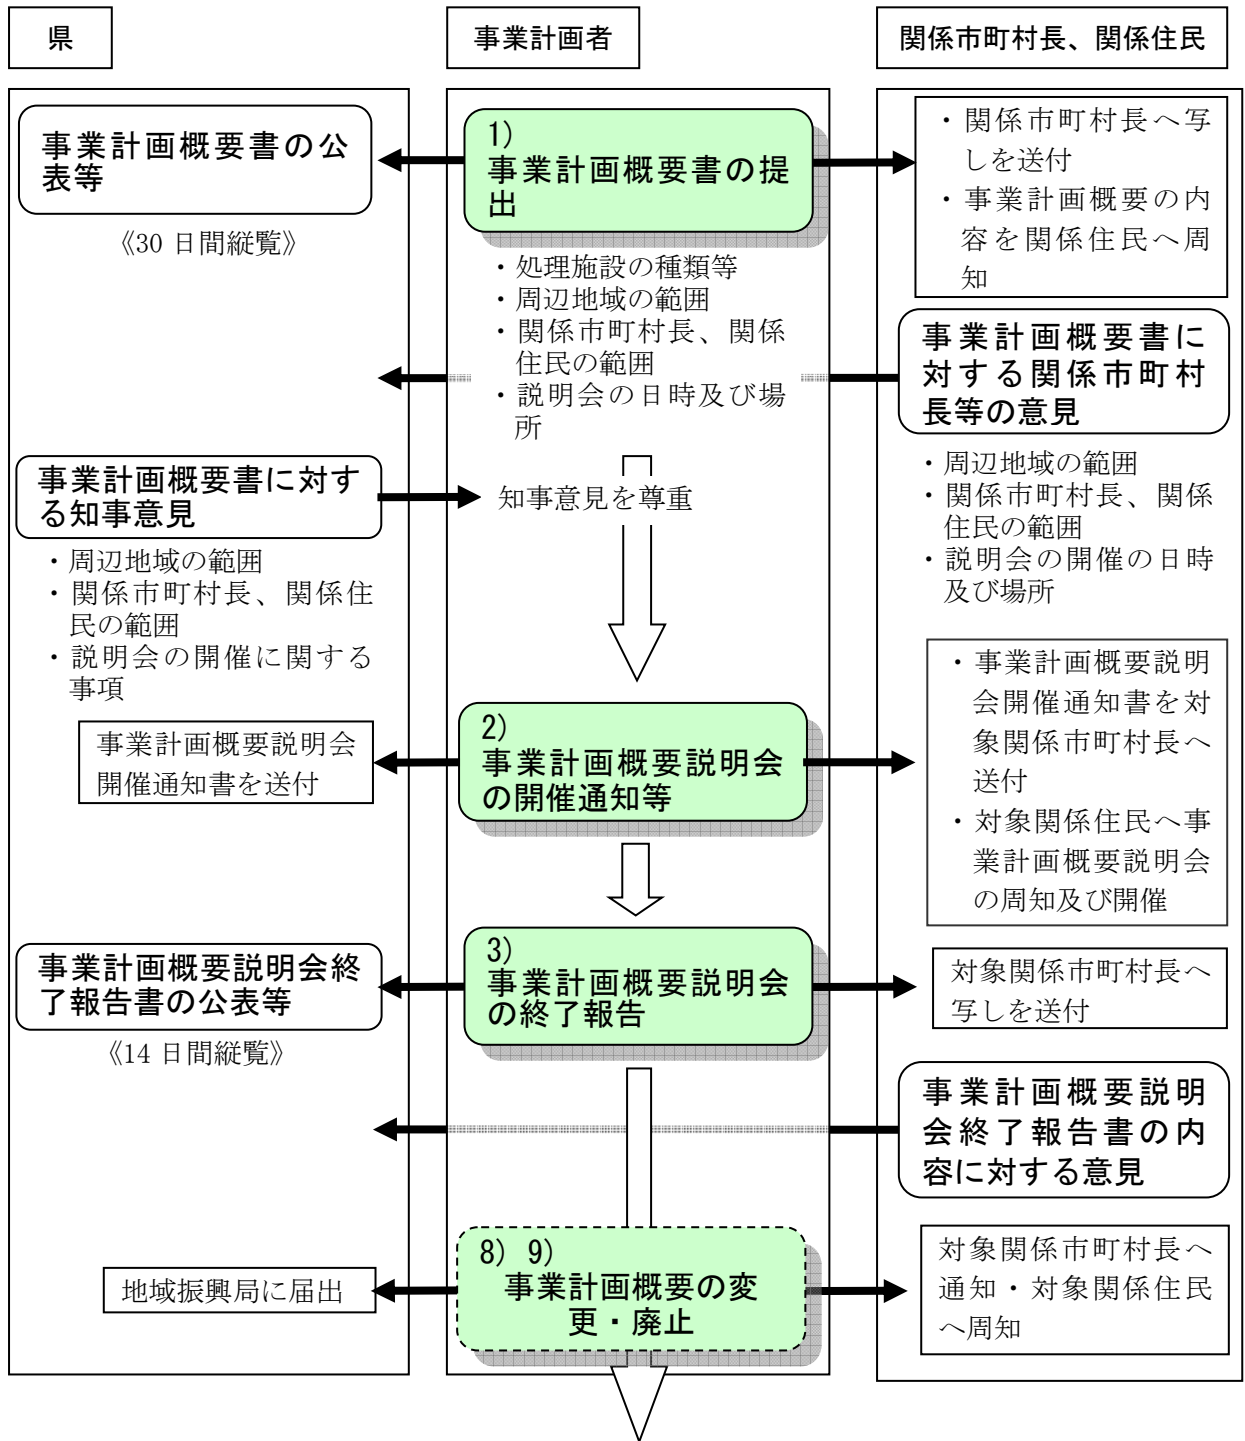 県
事業計画者
関係市町村長、関係住民
事業計画概要書の公
表等
《30 日間縦覧》
1)
事業計画概要書の提
出
・処理施設の種類等
・周辺地域の範囲
・関係市町村長、関係
住民の範囲
・説明会の日時及び場
所
・関係市町村長へ写
しを送付
・事業計画概要の内
容を関係住民へ周
知
事業計画概要書に
対する関係市町村
長等の意見
・周辺地域の範囲
・関係市町村長、関係
住民の範囲
・説明会の開催の日時
及び場所
事業計画概要書に対す
る知事意見
・周辺地域の範囲
・関係市町村長、関係住
民の範囲
・説明会の開催に関する
事項
知事意見を尊重
事業計画概要説明会
開催通知書を送付
2)
事業計画概要説明会
の開催通知等
・事業計画概要説明
会開催通知書を対
象関係市町村長へ
送付
・対象関係住民へ事
業計画概要説明会
の周知及び開催
事業計画概要説明会終
了報告書の公表等
《14 日間縦覧》
3)
事業計画概要説明会
の終了報告
対象関係市町村長へ
写しを送付
事業計画概要説明
会終了報告書の内
容に対する意見
地域振興局に届出
8) 9)
事業計画概要の変
更・廃止
対象関係市町村長へ
通知・対象関係住民
へ周知